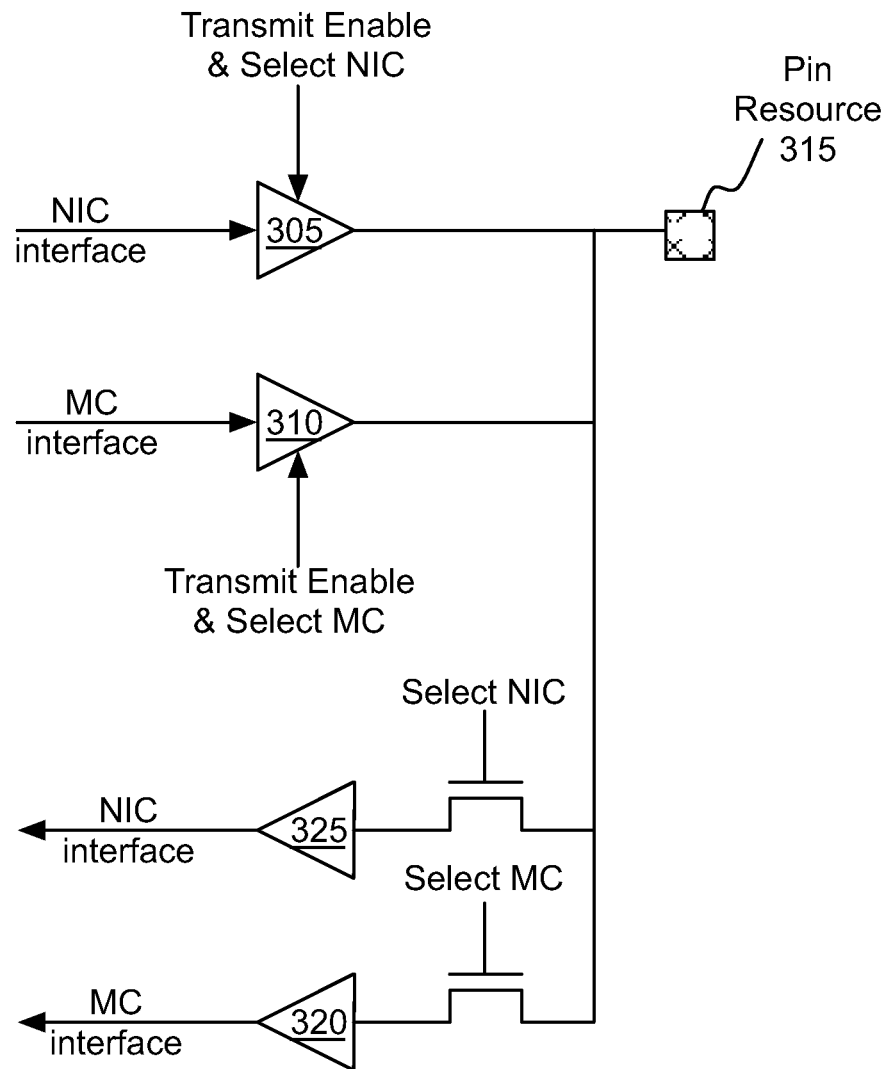 Transmit Enable
& Select NIC
Pin
Resource
315
NIC
interface
305
MC
interface
310
Transmit Enable
& Select MC
Select NIC
NIC
interface
325
Select MC
MC
interface
320